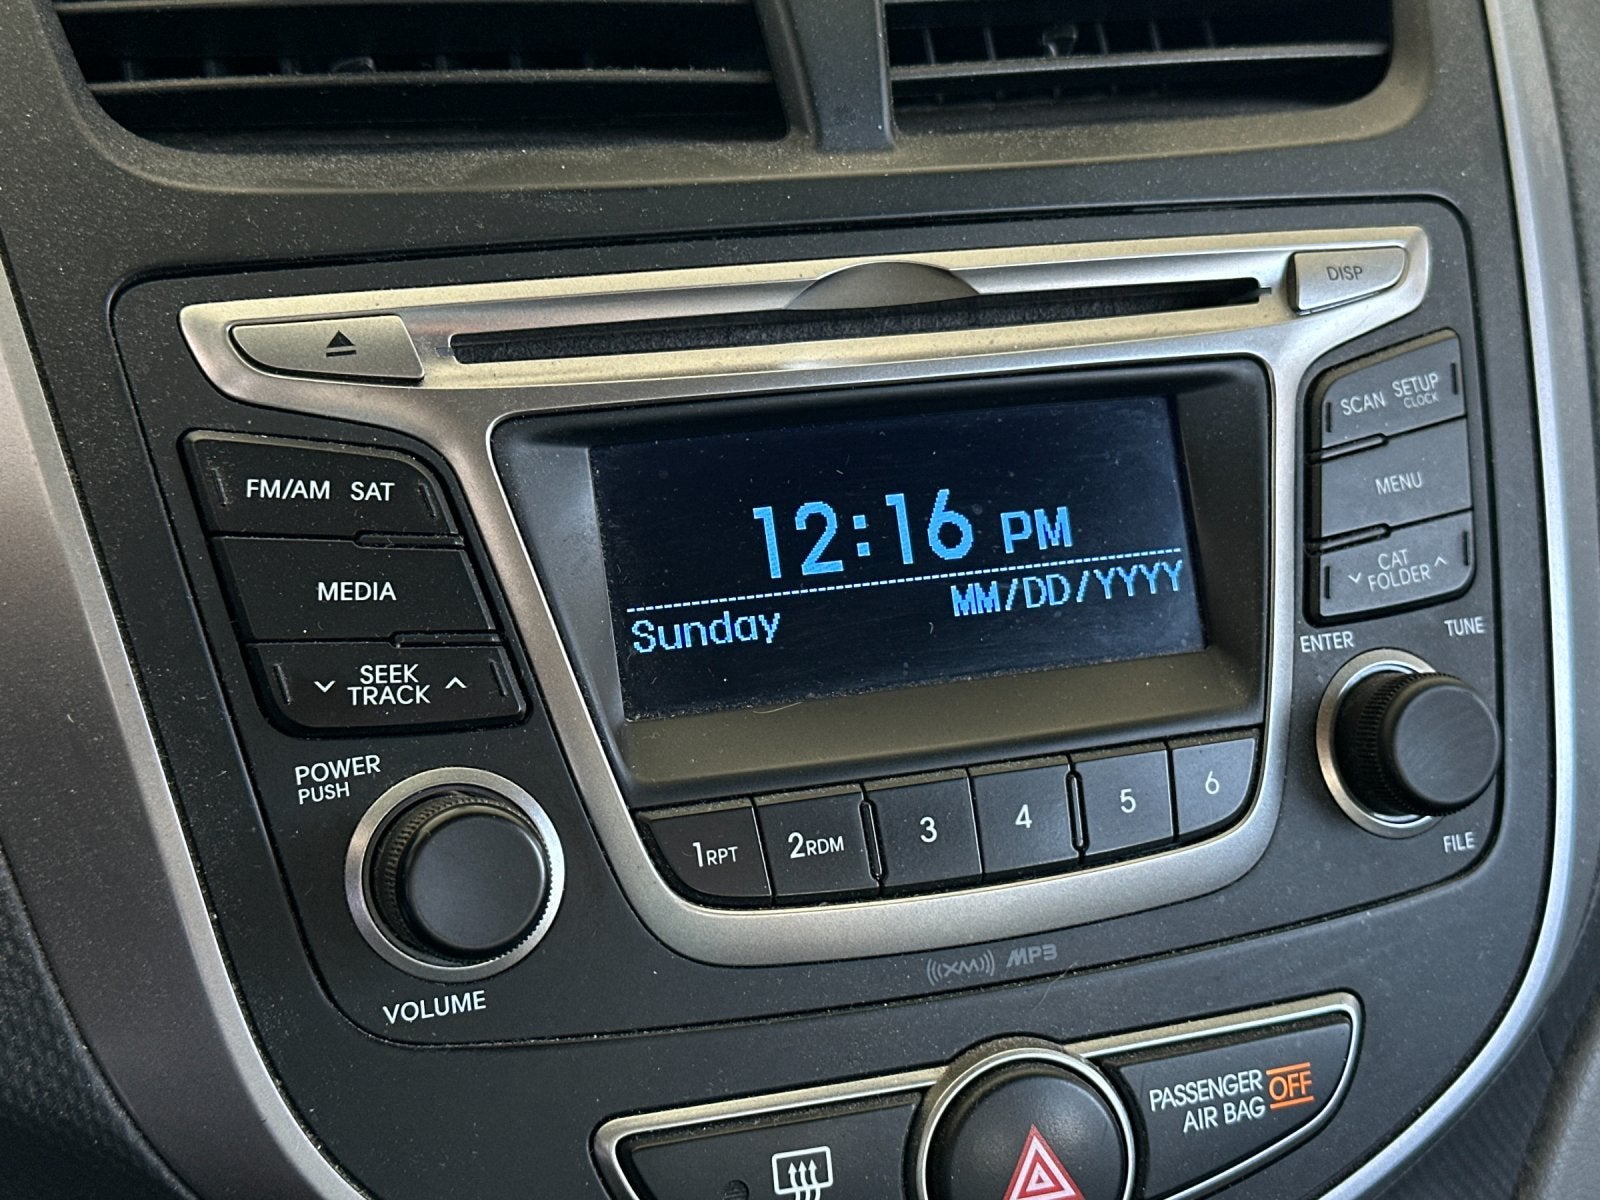 DISP
SCAN SETUP
CLOCK
FM/AM SAT
MENU
12:16 PM
MEDIA
CAT
FOLDER
Sunday MM/DD/YYYY
SEEK
TRACK
ENTER TUNE
POWER
PUSH
1RPT 2RDM 3 4 5 6
FILE
VOLUME
((XM)) MP3
PASSENGER OFF
AIR BAG